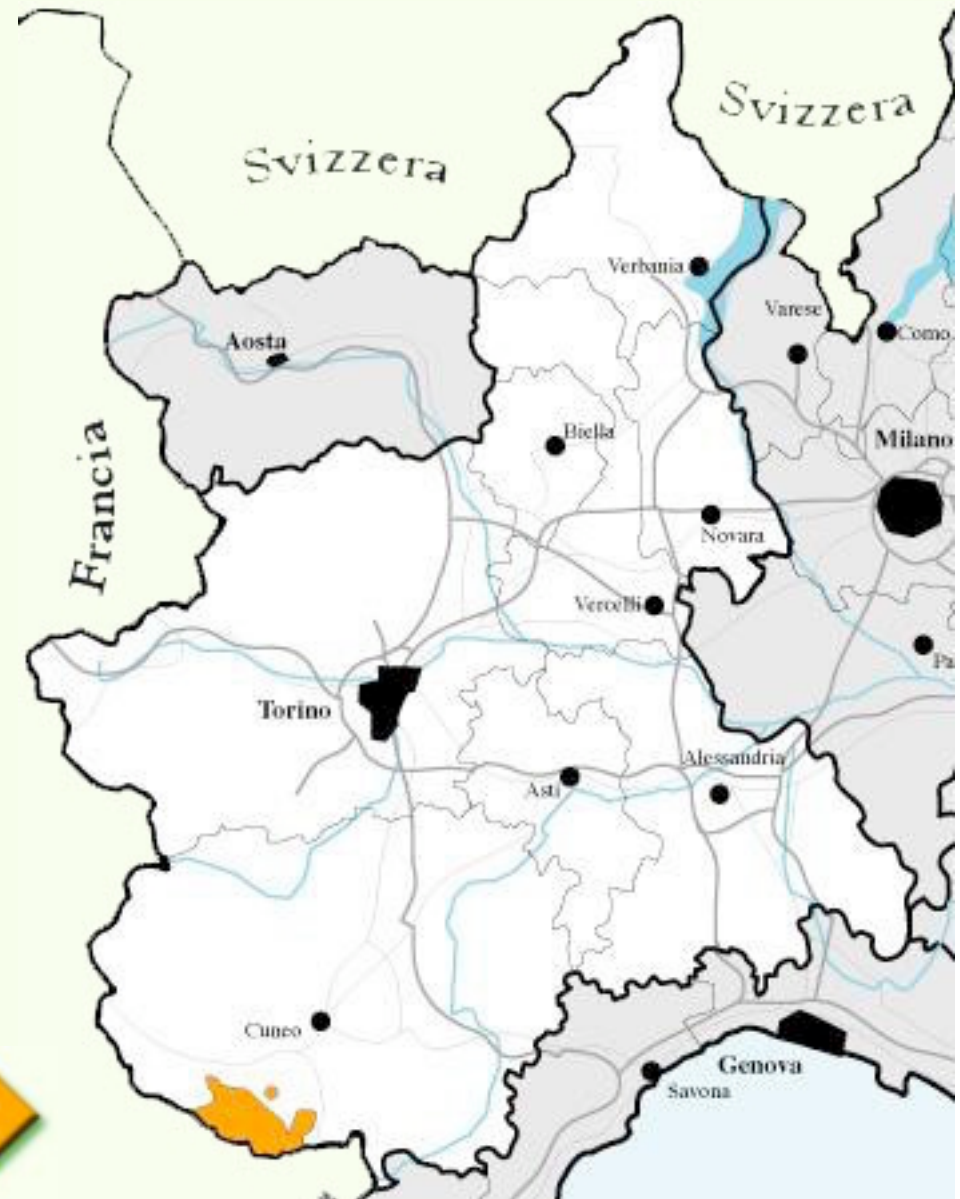 Svizzera
Svizzera
Verbania
Varese
Como
Aosta
Biella
Milano
Francia
Novara
Vercelli
Torino
Alessandria
Asti
Cuneo
Genova
Savona